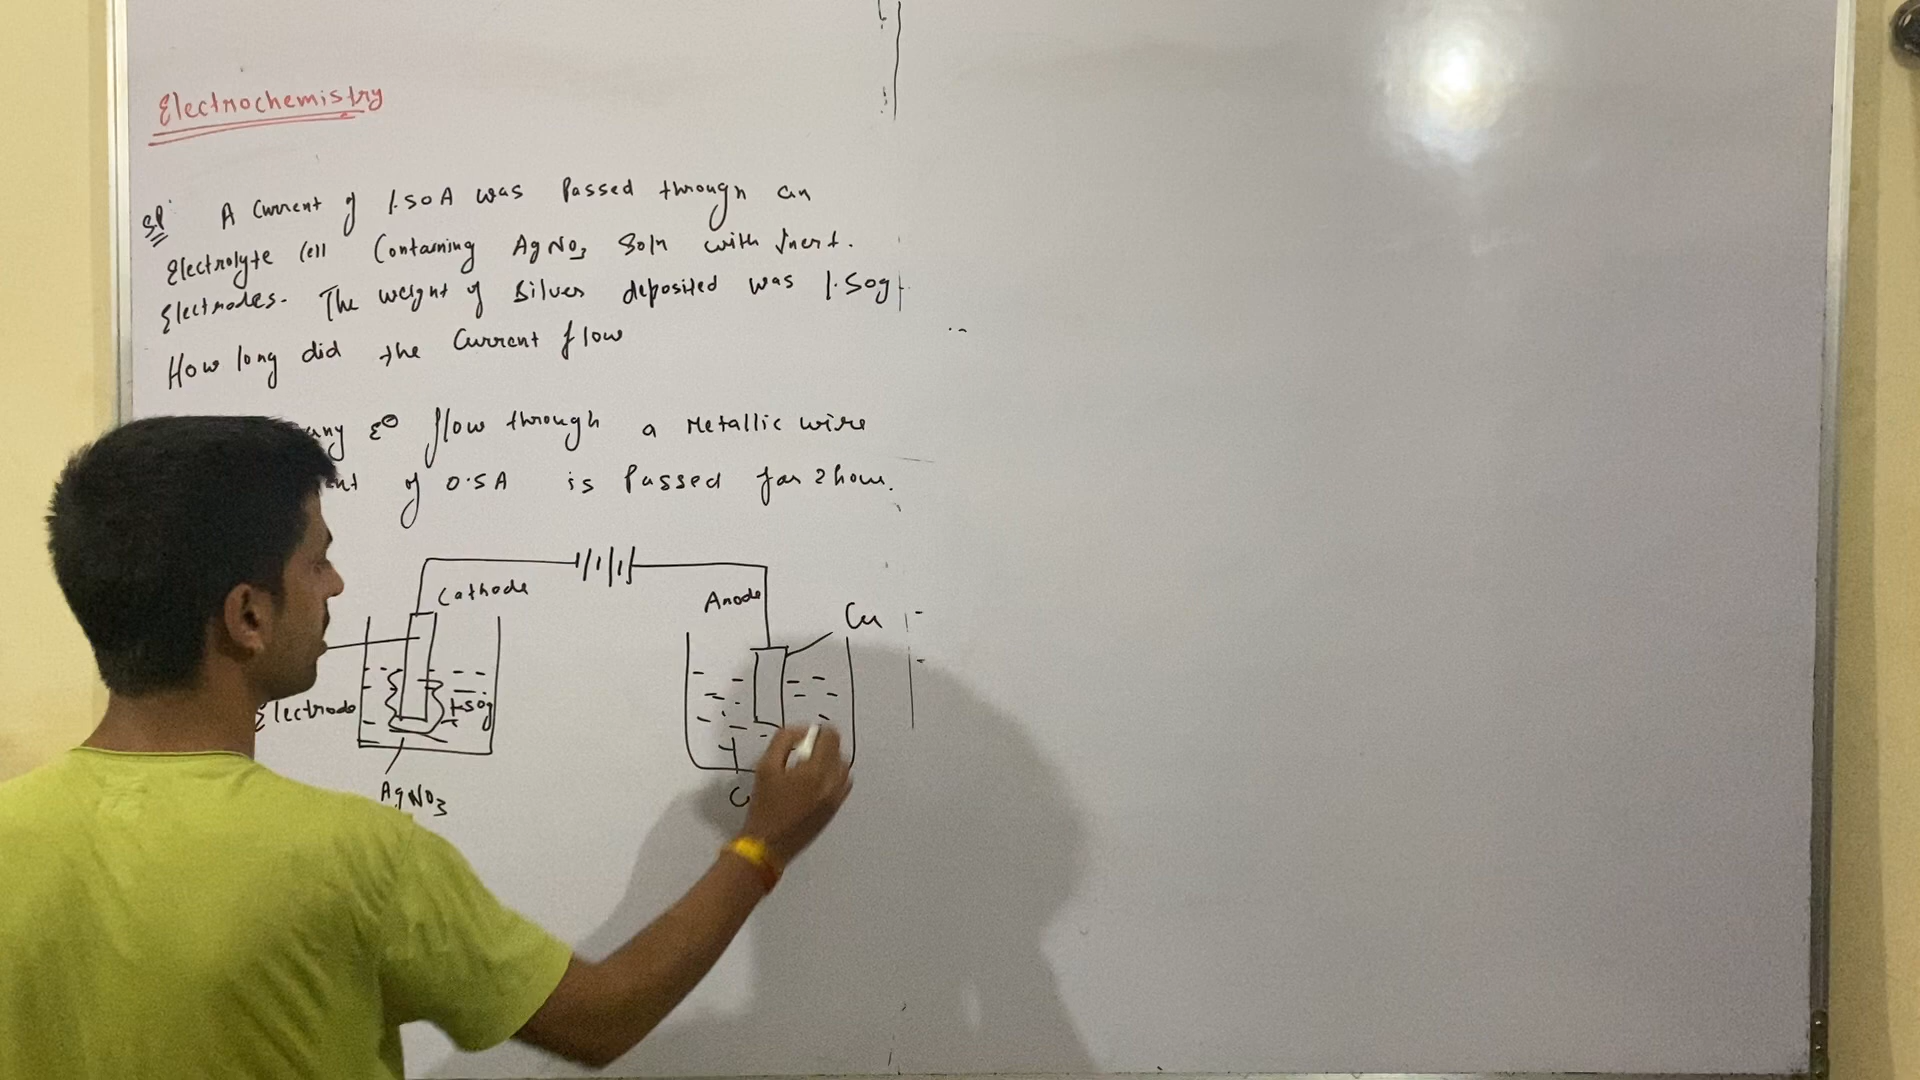 Electrochemistry
A Current of 1.50A was Passed through an
Electrolyte Cell Containing AgNO3 Soln with Inert.
Electrodes. The weight of Silver deposited was 1.50g
How long did the Current flow
flow through a Metallic wire
of 0.5A is Passed for 2 hour.
Cathode
Anode
Cu
Electrode
1.50g
AgNO3
C